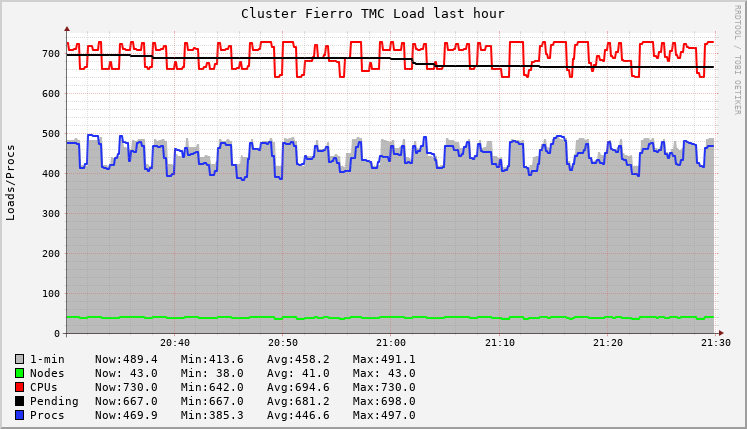 Cluster Fierro TMC Load last hour
RRDTOOL / TOBI OETIKER
Loads/Procs
700
600
500
400
300
200
100
0
20:40 20:50 21:00 21:10 21:20 21:30
1-min Now:489.4 Min:413.6 Avg:458.2 Max:491.1
Nodes Now: 43.0 Min: 38.0 Avg: 41.0 Max: 43.0
CPUs Now:730.0 Min:642.0 Avg:694.6 Max:730.0
Pending Now:667.0 Min:667.0 Avg:681.2 Max:698.0
Procs Now:469.9 Min:385.3 Avg:446.6 Max:497.0